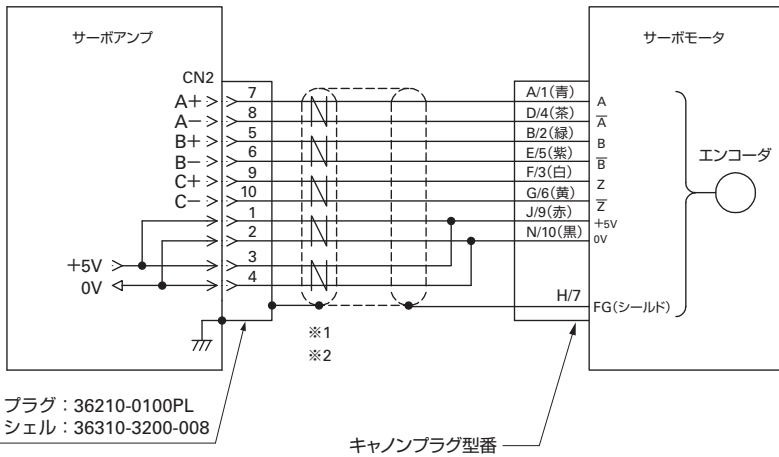 サーボアンプ
サーボモータ
CN2
A+ 7 A/1(青) A
A− 8 D/4(茶) A̅
B+ 5 B/2(緑) B
B− 6 E/5(紫) B̅
C+ 9 F/3(白) Z
C− 10 G/6(黄) Z̅
1 J/9(赤) +5V
2 N/10(黒) 0V
エンコーダ
+5V 3
0V 4
H/7 FG(シールド)
※1
※2
プラグ：36210-0100PL
シェル：36310-3200-008
キャノンプラグ型番